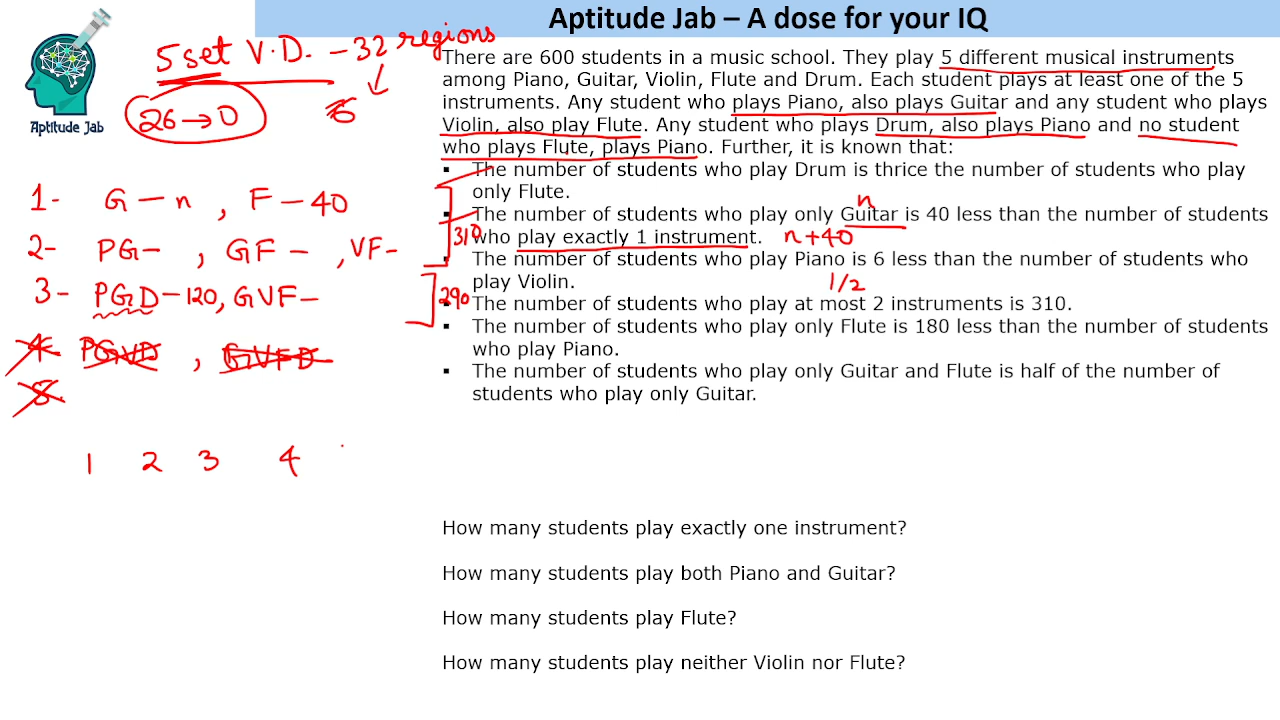 Aptitude Jab – A dose for your IQ
Aptitude Jab
5 set V.D. – 32 regions
26 → 0
6
There are 600 students in a music school. They play 5 different musical instruments
among Piano, Guitar, Violin, Flute and Drum. Each student plays at least one of the 5
instruments. Any student who plays Piano, also plays Guitar and any student who plays
Violin, also play Flute. Any student who plays Drum, also plays Piano and no student
who plays Flute, plays Piano. Further, it is known that:
▪ The number of students who play Drum is thrice the number of students who play
only Flute.
n
▪ The number of students who play only Guitar is 40 less than the number of students
who play exactly 1 instrument. n+40
▪ The number of students who play Piano is 6 less than the number of students who
play Violin. 1/2
▪ The number of students who play at most 2 instruments is 310.
▪ The number of students who play only Flute is 180 less than the number of students
who play Piano.
▪ The number of students who play only Guitar and Flute is half of the number of
students who play only Guitar.
1- G – n , F – 40
2- PG – , GF – , VF –
310
3- PGD – 120, GVF –
290
4- PGVD , GVFD
5-
1 2 3 4
How many students play exactly one instrument?
How many students play both Piano and Guitar?
How many students play Flute?
How many students play neither Violin nor Flute?